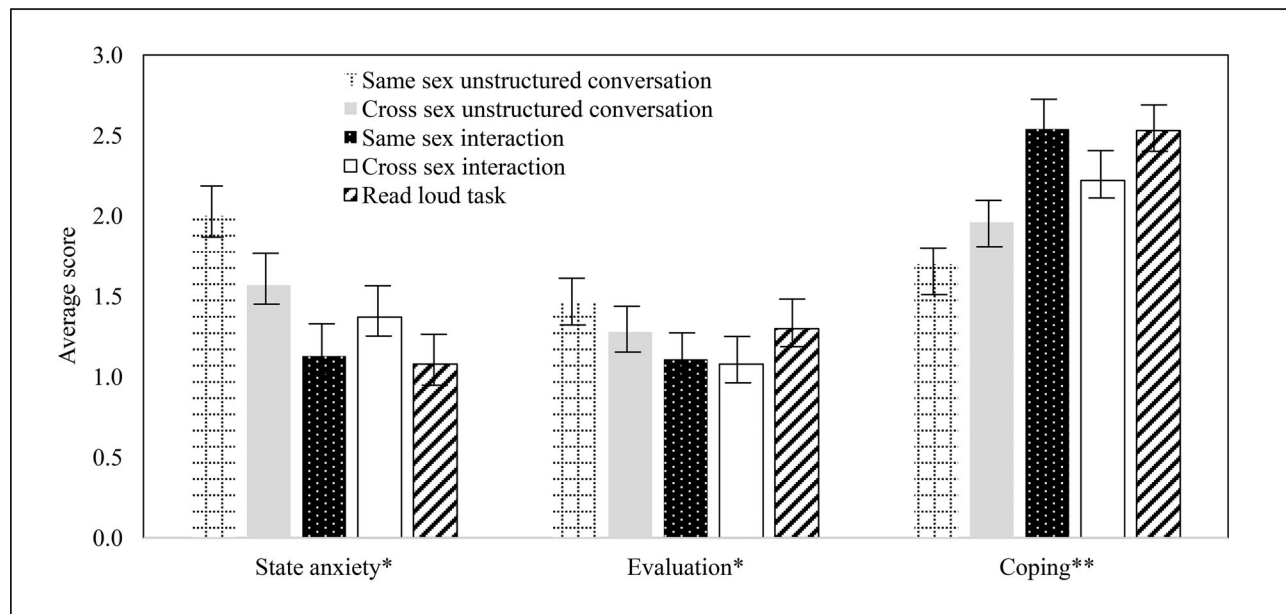 3.0
2.5
2.0
1.5
1.0
0.5
0.0
Average score
Same sex unstructured conversation
Cross sex unstructured conversation
Same sex interaction
Cross sex interaction
Read loud task
State anxiety*
Evaluation*
Coping**